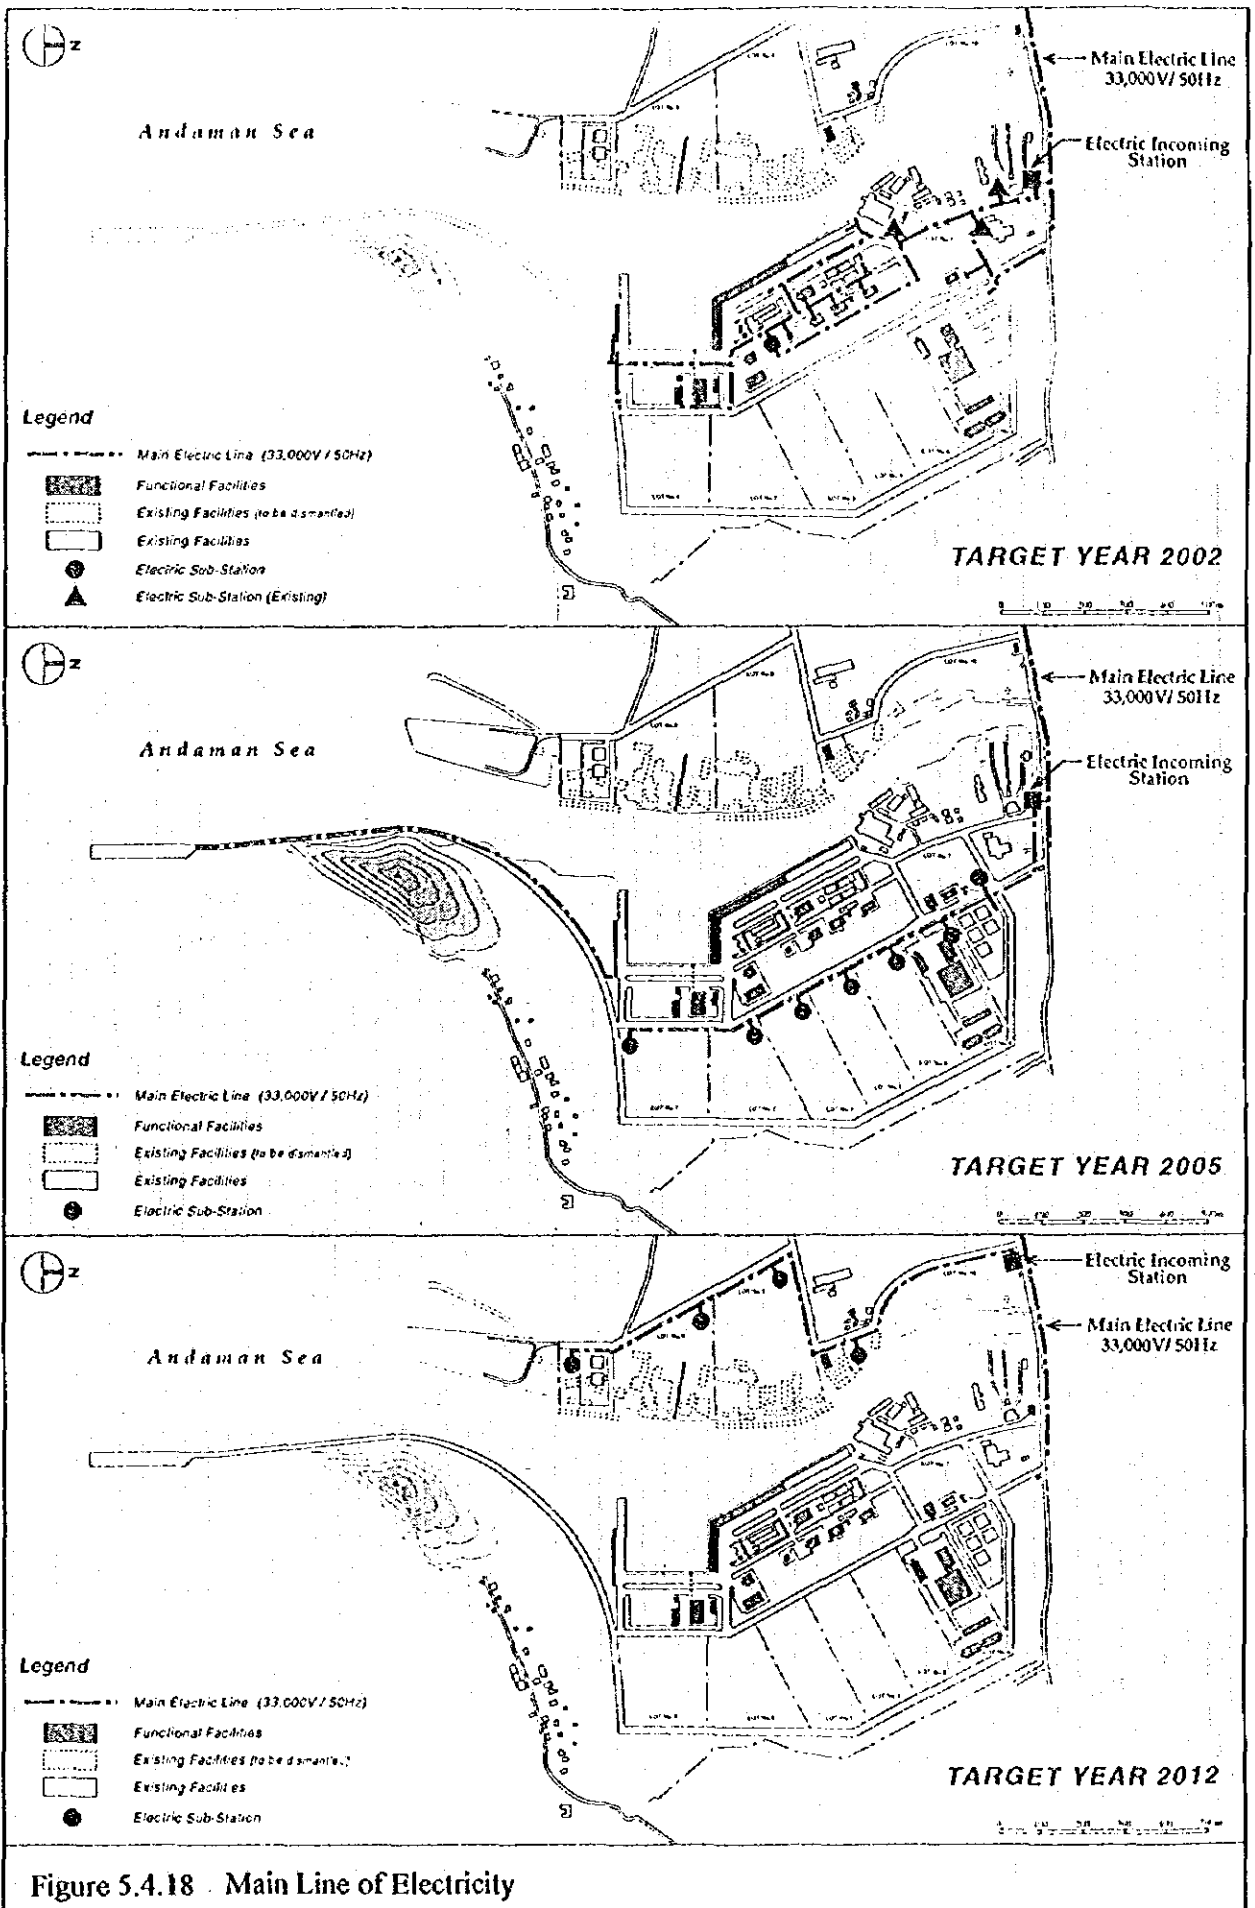 Z
Andaman Sea
Main Electric Line
33,000V/ 50Hz
Electric Incoming
Station
Legend
Main Electric Line (33,000V / 50Hz)
Functional Facilities
Existing Facilities (to be dismantled)
Existing Facilities
Electric Sub-Station
Electric Sub-Station (Existing)
TARGET YEAR 2002
Z
Andaman Sea
Main Electric Line
33,000V/ 50Hz
Electric Incoming
Station
Legend
Main Electric Line (33,000V / 50Hz)
Functional Facilities
Existing Facilities (to be dismantled)
Existing Facilities
Electric Sub-Station
TARGET YEAR 2005
Z
Andaman Sea
Electric Incoming
Station
Main Electric Line
33,000V/ 50Hz
Legend
Main Electric Line (33,000V / 50Hz)
Functional Facilities
Existing Facilities (to be dismantled)
Existing Facilities
Electric Sub-Station
TARGET YEAR 2012
Figure 5.4.18 Main Line of Electricity